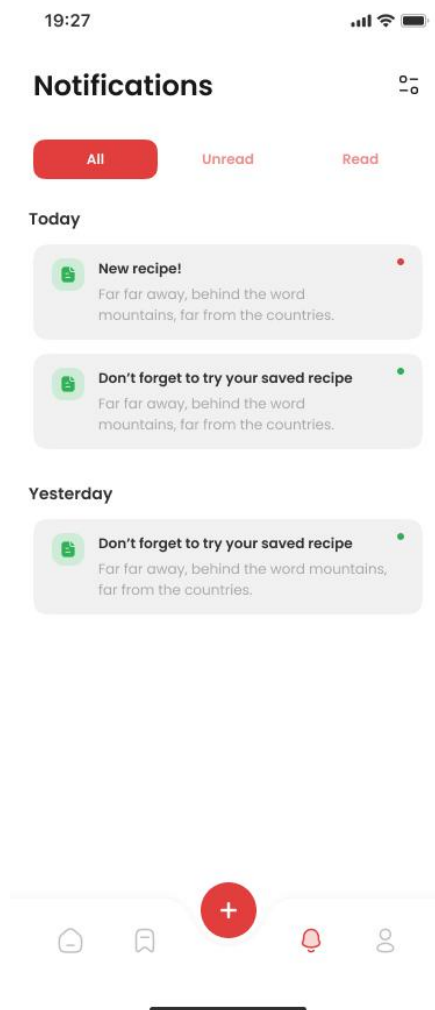 19:27
Notifications
All
Unread
Read
Today
New recipe!
Far far away, behind the word
mountains, far from the countries.
Don’t forget to try your saved recipe
Far far away, behind the word
mountains, far from the countries.
Yesterday
Don’t forget to try your saved recipe
Far far away, behind the word mountains,
far from the countries.